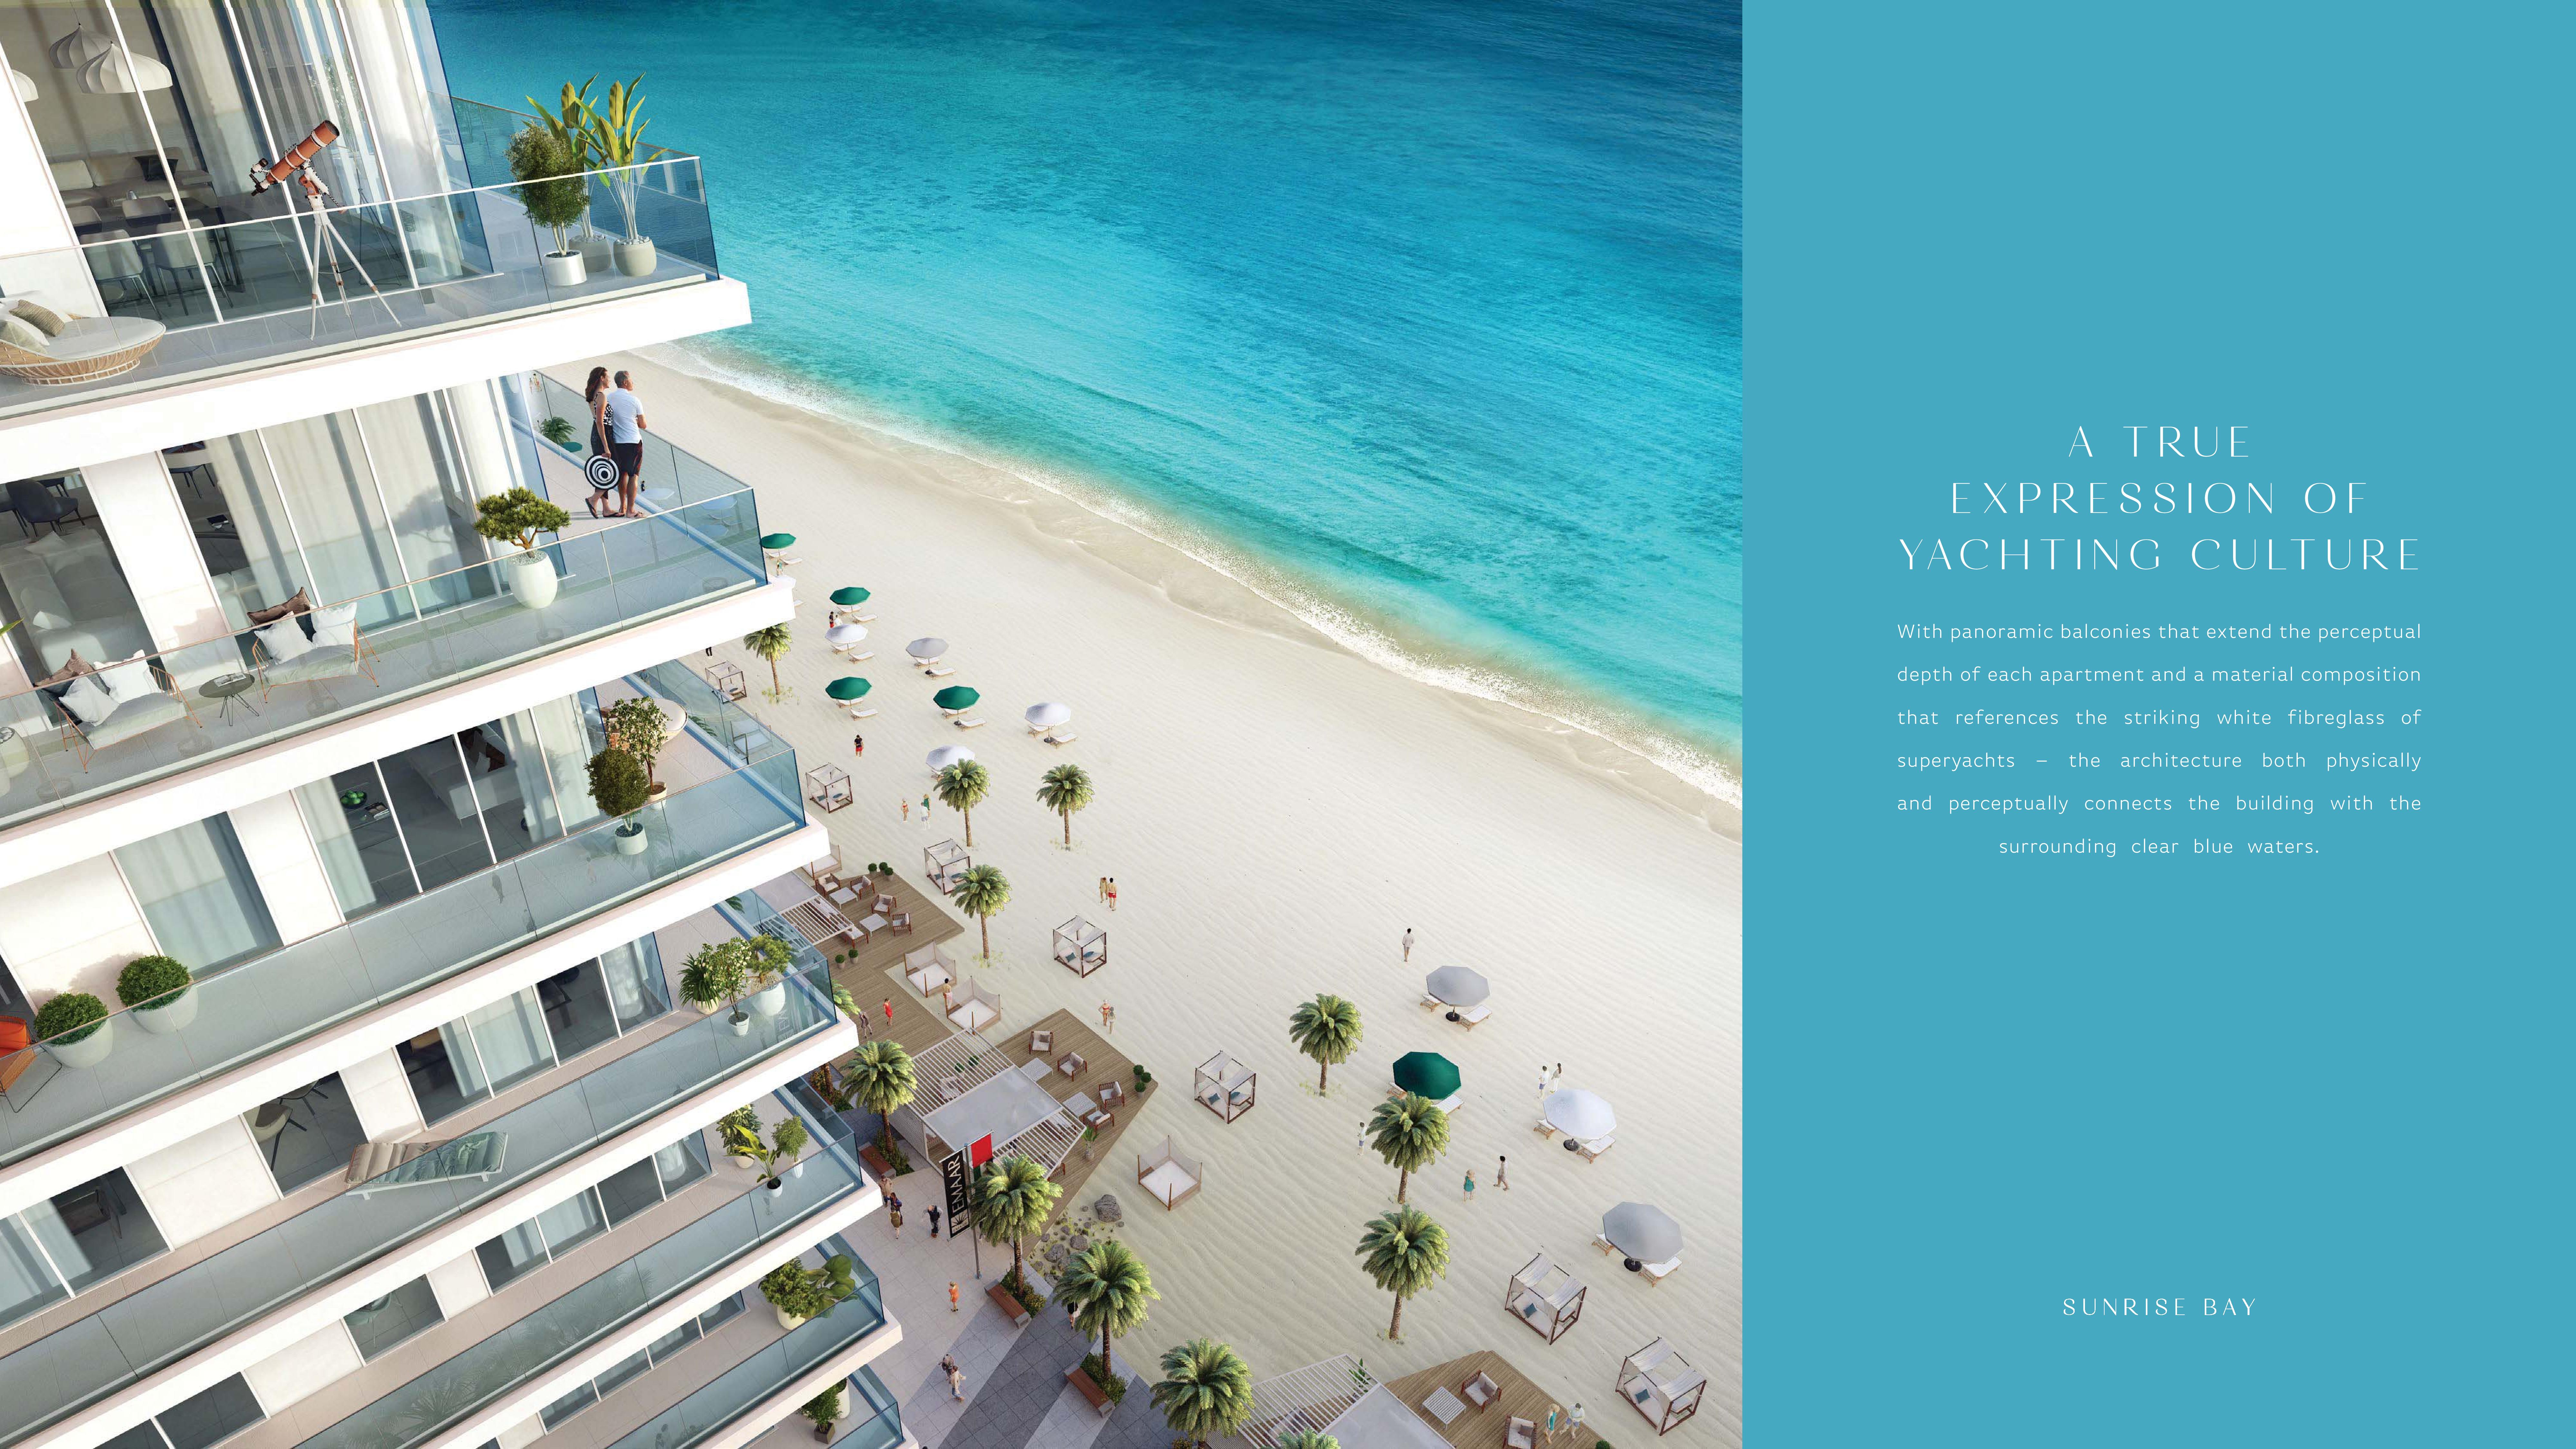 A TRUE
EXPRESSION OF
YACHTING CULTURE
With panoramic balconies that extend the perceptual
depth of each apartment and a material composition
that references the striking white fibreglass of
superyachts – the architecture both physically
and perceptually connects the building with the
surrounding clear blue waters.
EMAAR
SUNRISE BAY